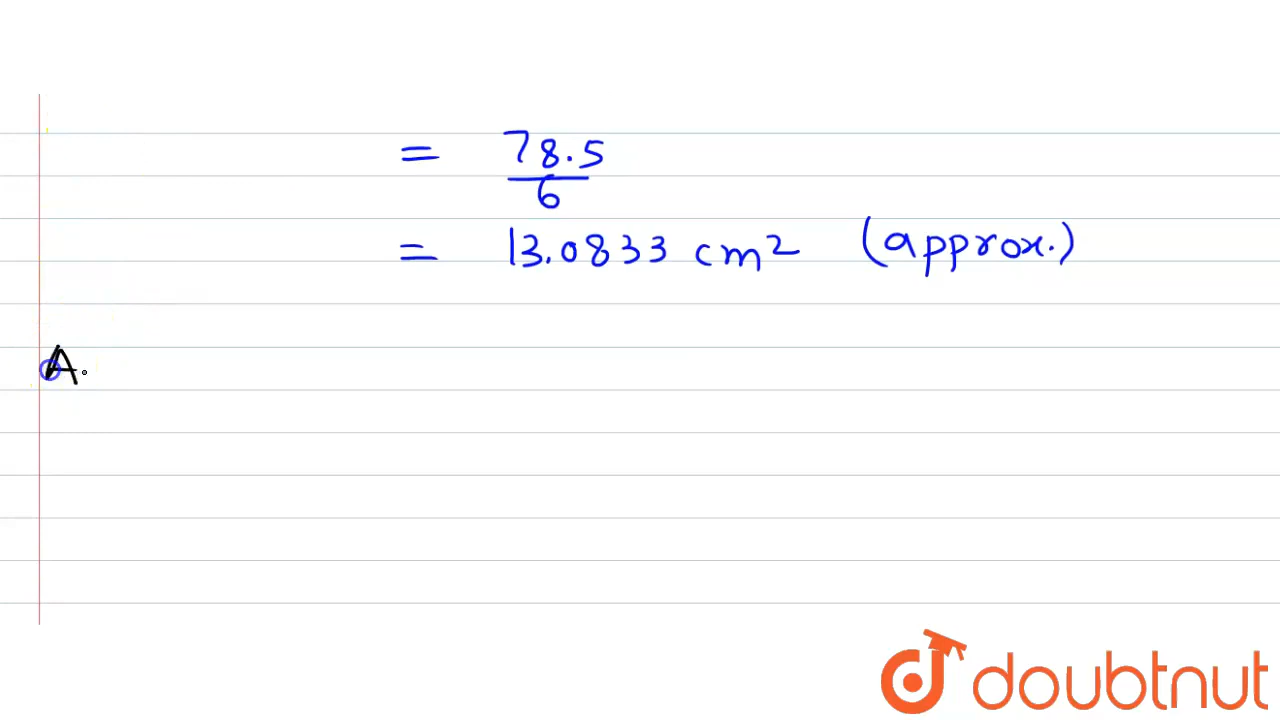 = 78.5
6
= 13.0833 cm² (approx.)
A.
doubtnut